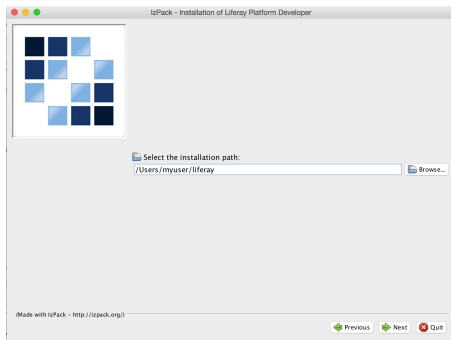 IzPack - Installation of Liferay Platform Developer
Select the installation path:
/Users/myuser/liferay
Browse...
(Made with IzPack - http://izpack.org/)
Previous
Next
Quit